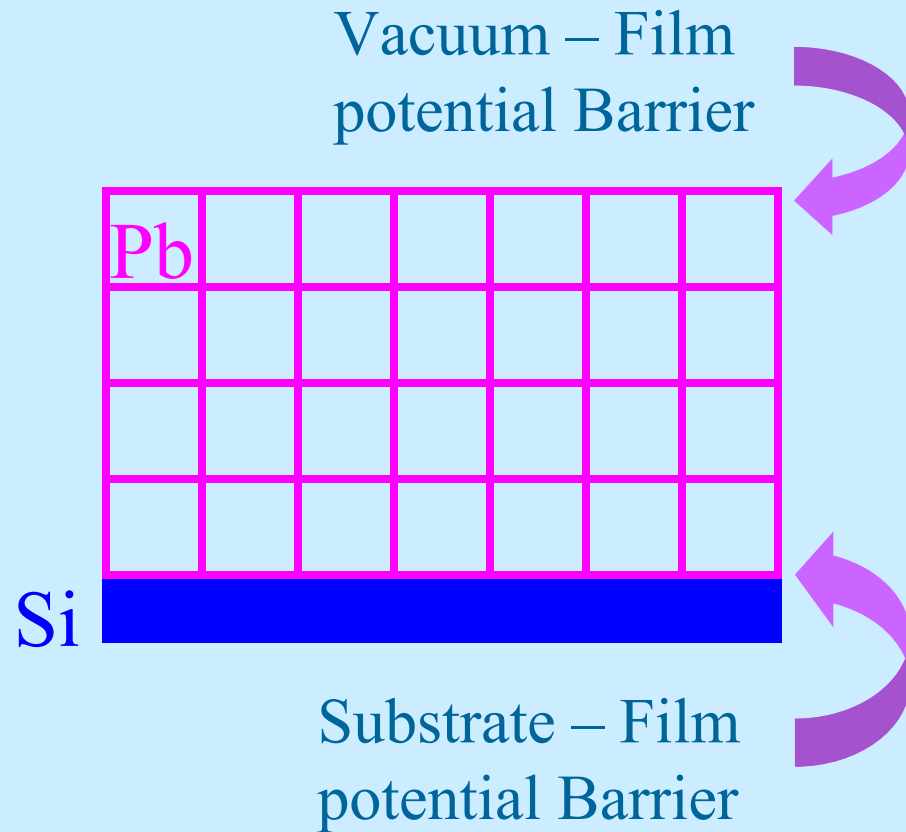 Vacuum – Film
potential Barrier
Pb
Si
Substrate – Film
potential Barrier